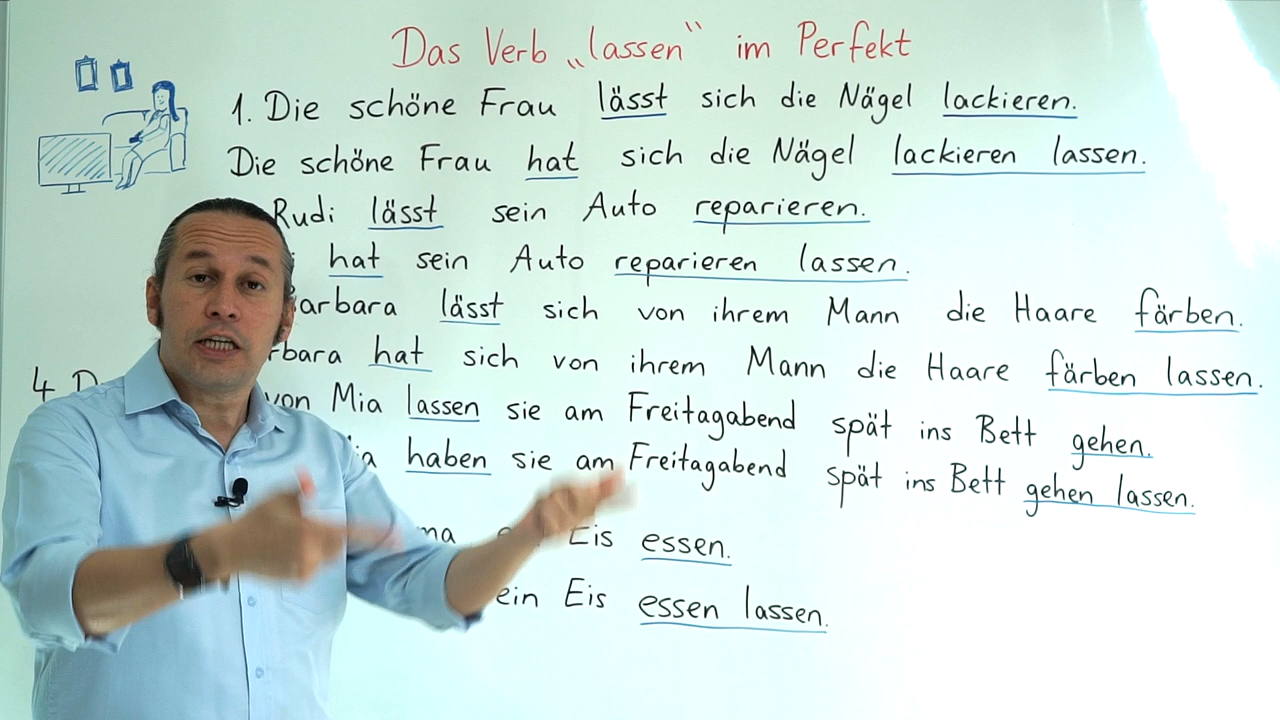 Das Verb „lassen“ im Perfekt
1. Die schöne Frau lässt sich die Nägel lackieren.
Die schöne Frau hat sich die Nägel lackieren lassen.
Rudi lässt sein Auto reparieren.
hat sein Auto reparieren lassen.
Barbara lässt sich von ihrem Mann die Haare färben.
rbara hat sich von ihrem Mann die Haare färben lassen.
4. D von Mia lassen sie am Freitagabend spät ins Bett gehen.
ia haben sie am Freitagabend spät ins Bett gehen lassen.
ma Eis essen.
ein Eis essen lassen.